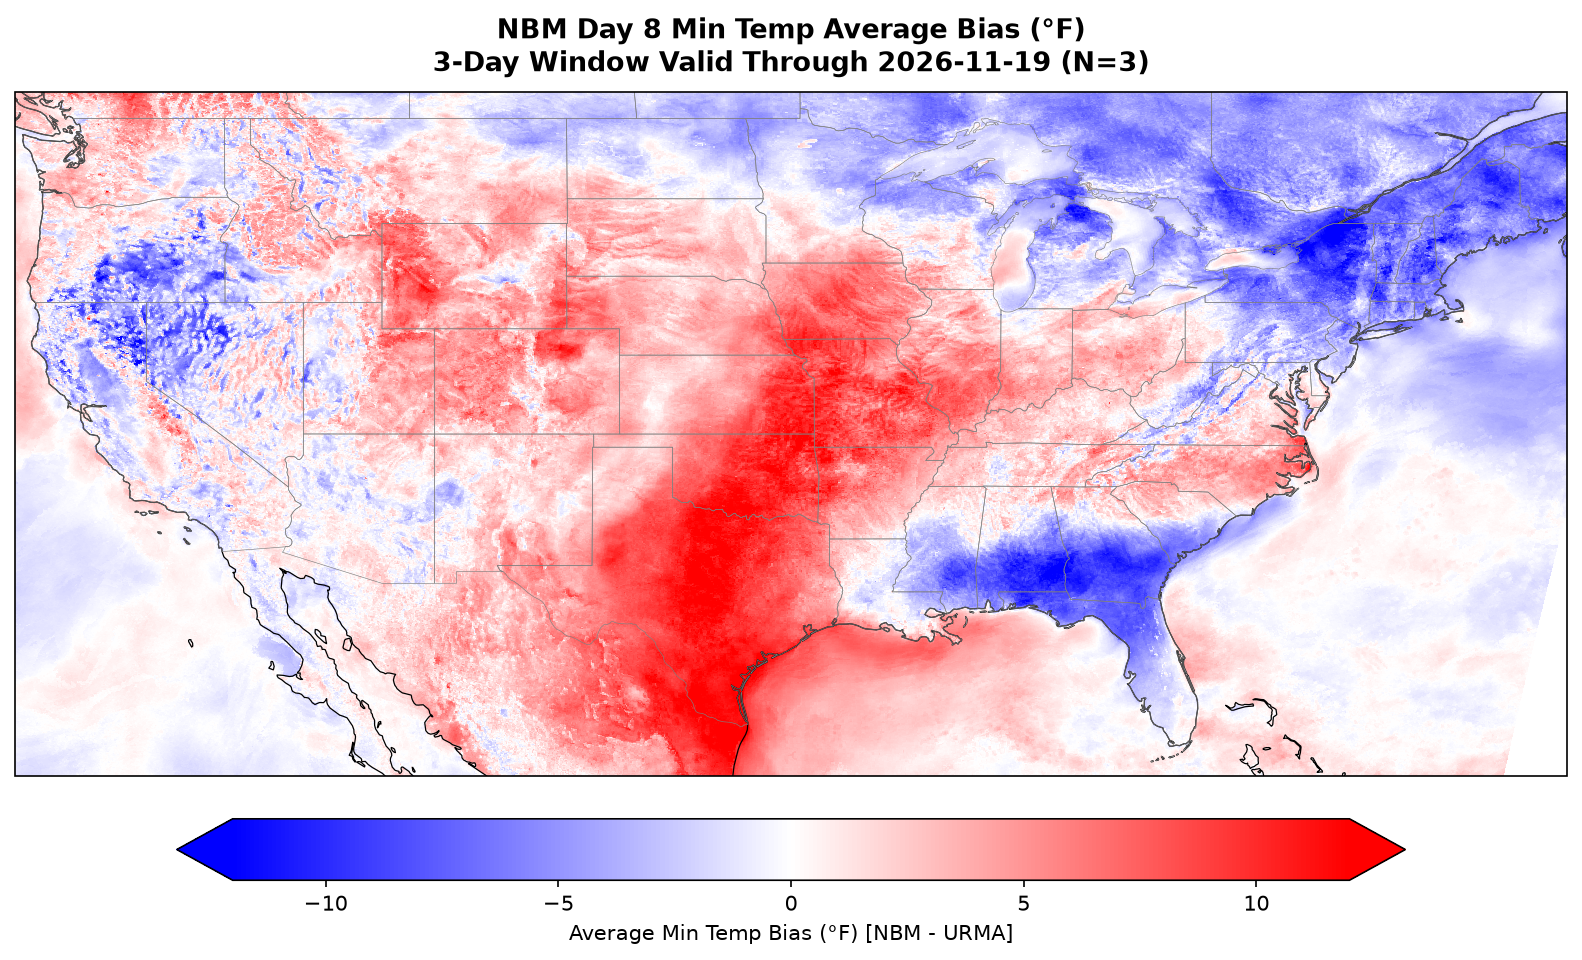 NBM Day 8 Min Temp Average Bias (°F)
3-Day Window Valid Through 2026-11-19 (N=3)
−10 −5 0 5 10
Average Min Temp Bias (°F) [NBM - URMA]